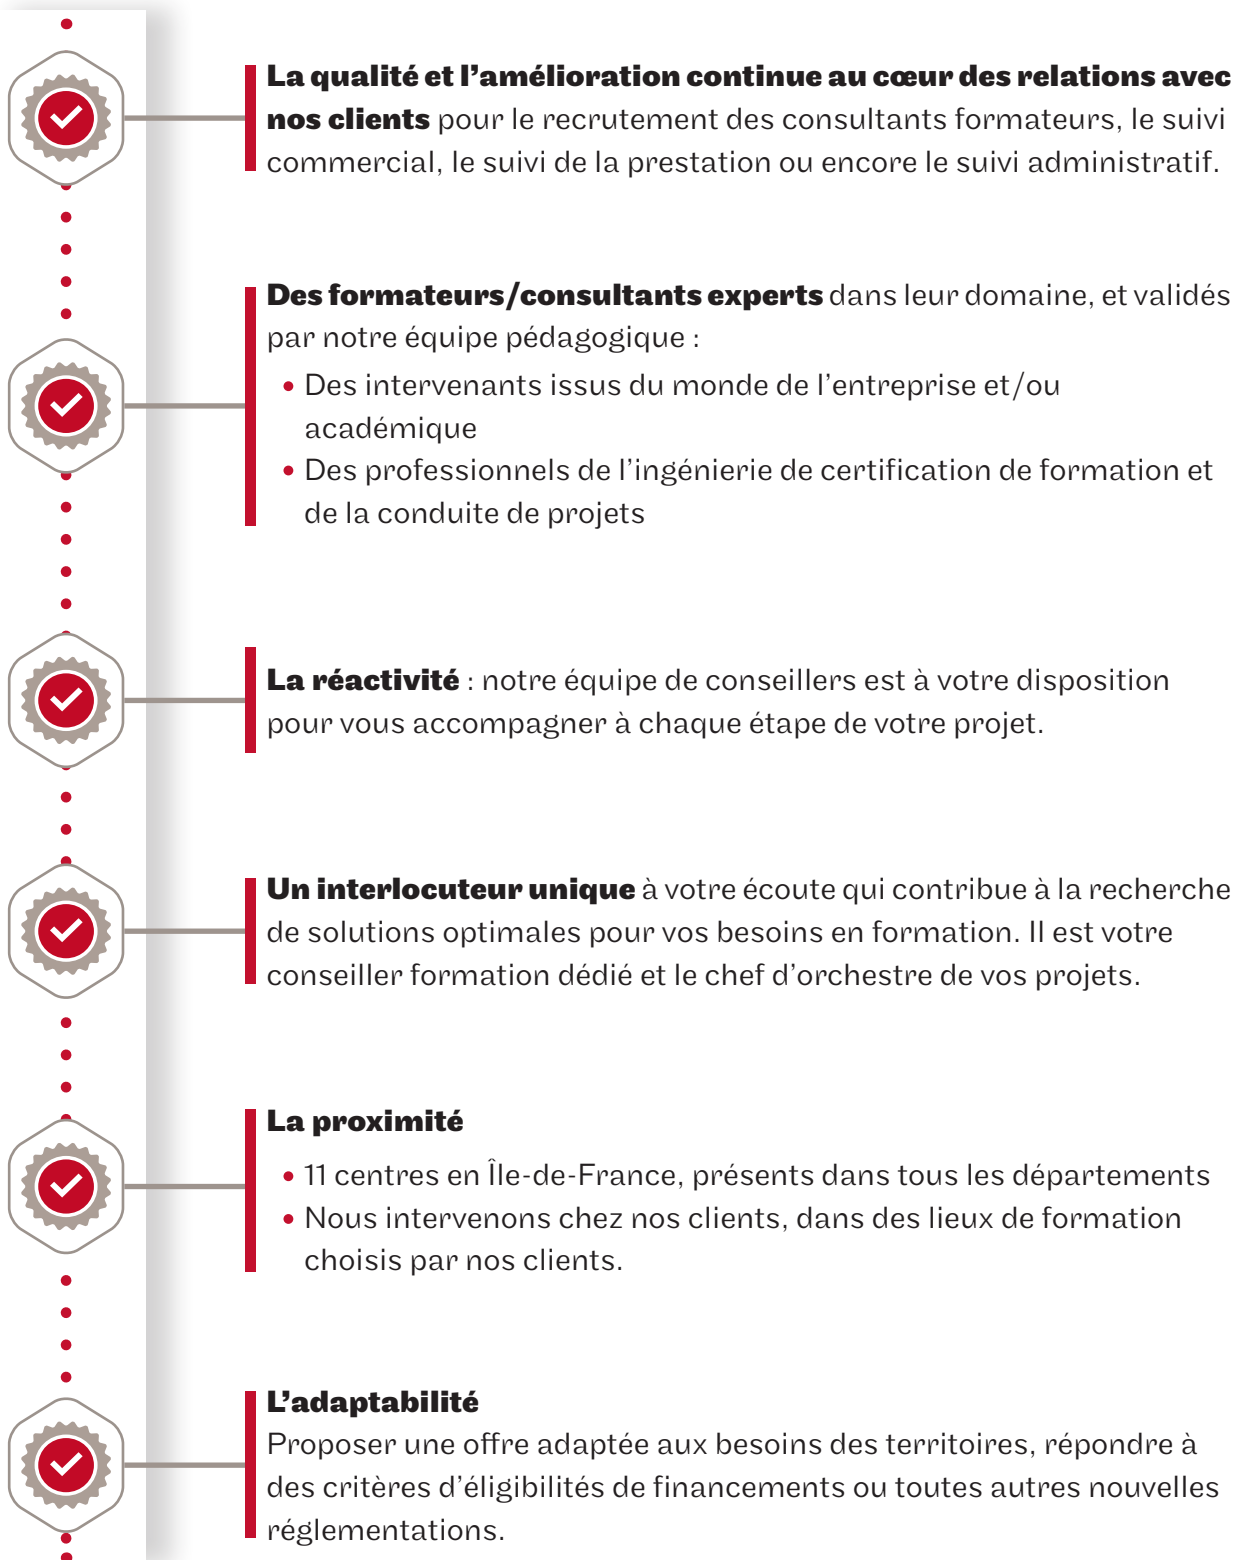 La qualité et l’amélioration continue au cœur des relations avec
nos clients pour le recrutement des consultants formateurs, le suivi
commercial, le suivi de la prestation ou encore le suivi administratif.
Des formateurs/consultants experts dans leur domaine, et validés
par notre équipe pédagogique :
• Des intervenants issus du monde de l’entreprise et/ou
académique
• Des professionnels de l’ingénierie de certification de formation et
de la conduite de projets
La réactivité : notre équipe de conseillers est à votre disposition
pour vous accompagner à chaque étape de votre projet.
Un interlocuteur unique à votre écoute qui contribue à la recherche
de solutions optimales pour vos besoins en formation. Il est votre
conseiller formation dédié et le chef d’orchestre de vos projets.
La proximité
• 11 centres en Île-de-France, présents dans tous les départements
• Nous intervenons chez nos clients, dans des lieux de formation
choisis par nos clients.
L’adaptabilité
Proposer une offre adaptée aux besoins des territoires, répondre à
des critères d’éligibilités de financements ou toutes autres nouvelles
réglementations.